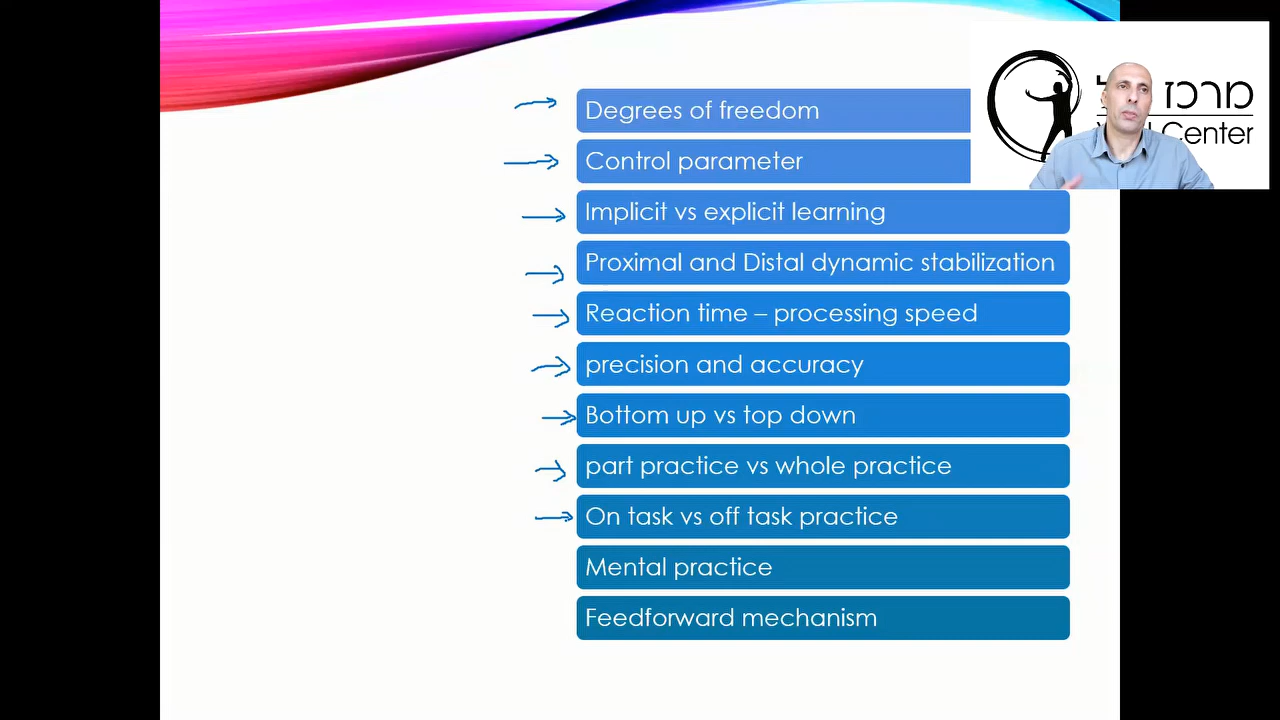 Degrees of freedom
Control parameter
Implicit vs explicit learning
Proximal and Distal dynamic stabilization
Reaction time – processing speed
precision and accuracy
Bottom up vs top down
part practice vs whole practice
On task vs off task practice
Mental practice
Feedforward mechanism
מרכז
Center